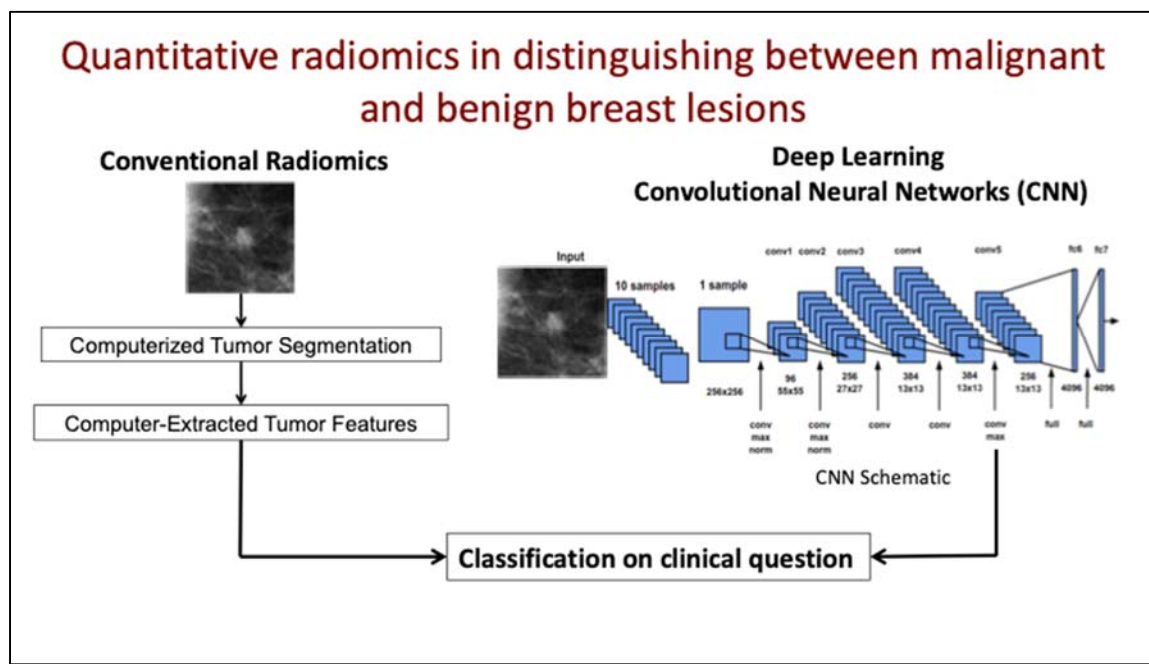 Quantitative radiomics in distinguishing between malignant
and benign breast lesions
Conventional Radiomics
Computerized Tumor Segmentation
Computer-Extracted Tumor Features
Deep Learning
Convolutional Neural Networks (CNN)
Input
10 samples
1 sample
conv1
conv2
conv3
conv4
conv5
fc6
fc7
256x256
96
55x55
256
27x27
384
13x13
384
13x13
256
13x13
4096
4096
conv
max
norm
conv
max
norm
conv
conv
conv
max
full
full
CNN Schematic
Classification on clinical question